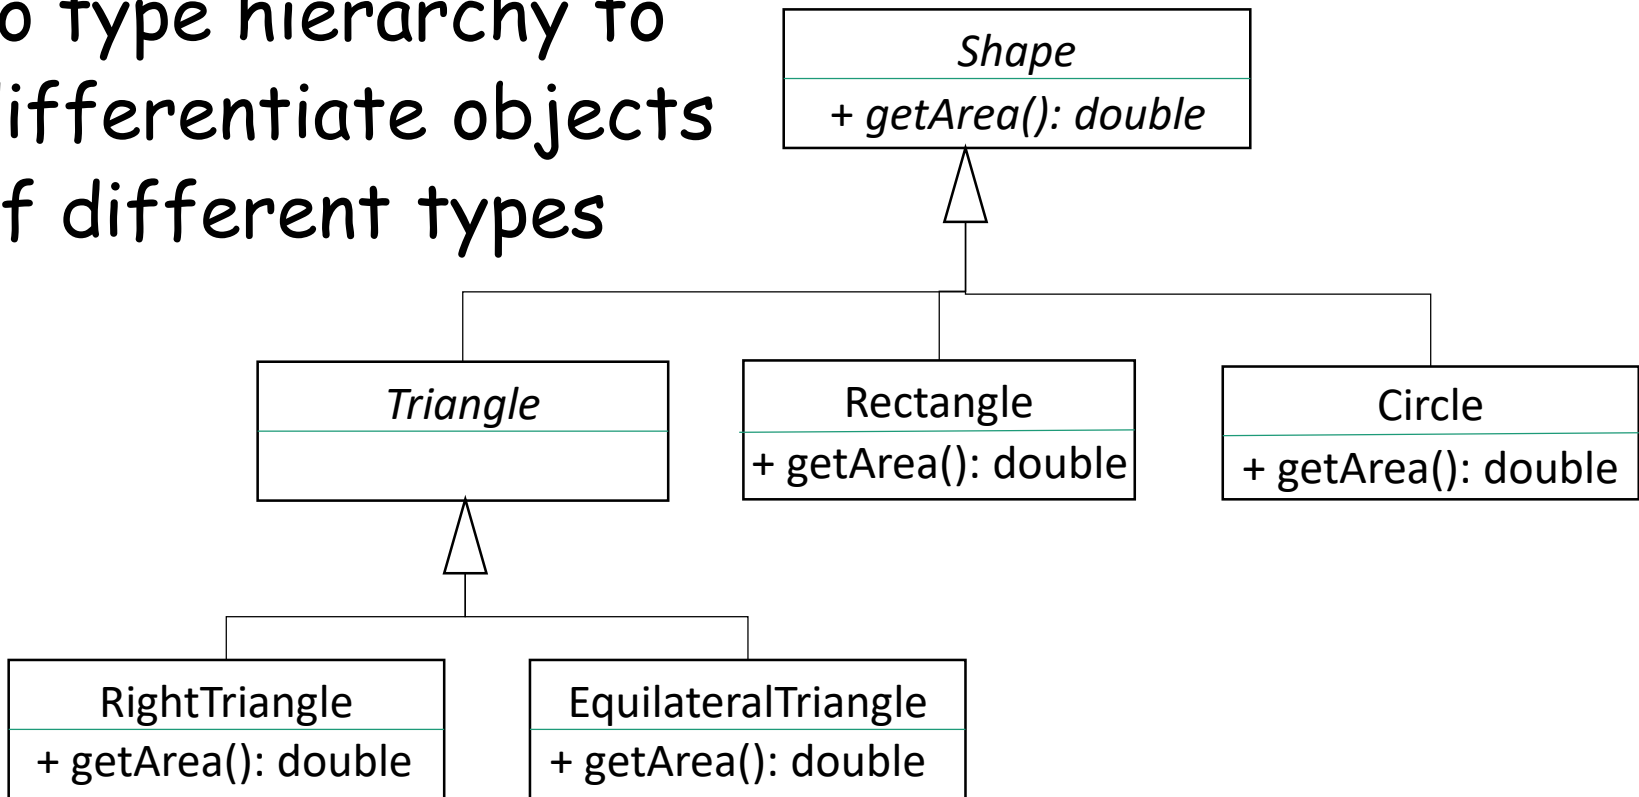 o type hierarchy to
ifferentiate objects
f different types
Shape
+ getArea(): double
Triangle
Rectangle
+ getArea(): double
Circle
+ getArea(): double
RightTriangle
+ getArea(): double
EquilateralTriangle
+ getArea(): double